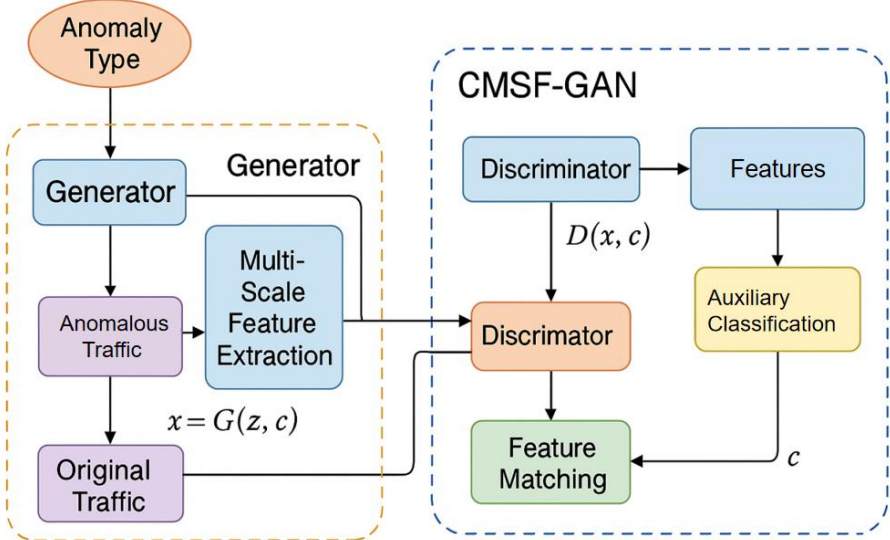 Anomaly
Type
Generator
Generator
Multi-
Scale
Feature
Extraction
Anomalous
Traffic
x = G(z, c)
Original
Traffic
CMSF-GAN
Discriminator
Features
D(x, c)
Auxiliary
Classification
Discrimator
Feature
Matching
c